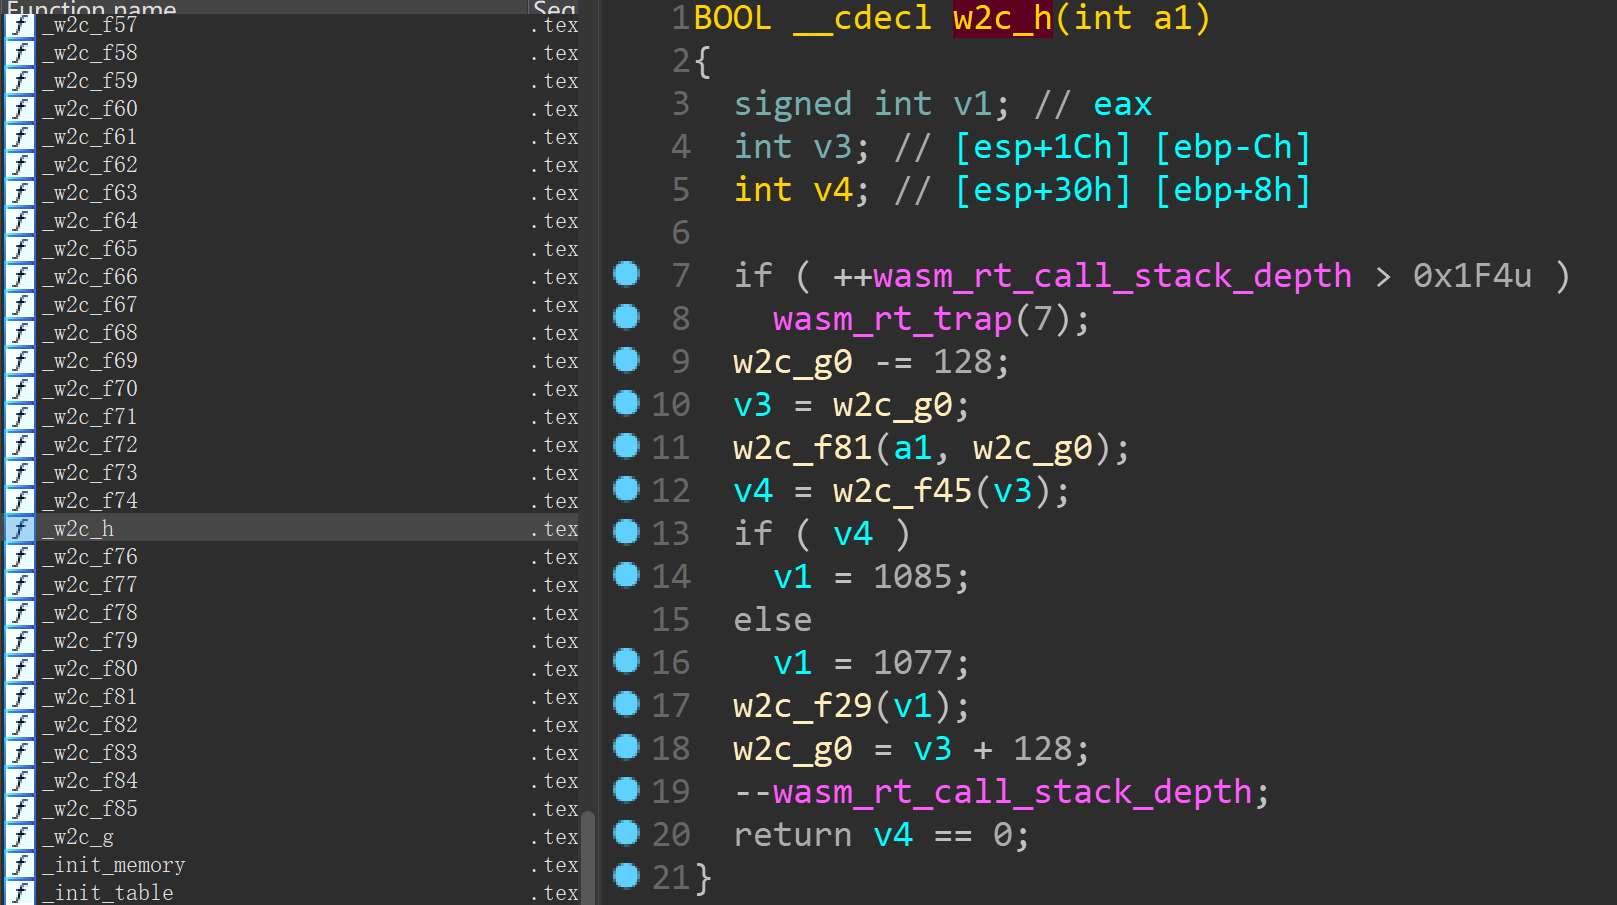 Function name Seg
f _w2c_f57 .tex
f _w2c_f58 .tex
f _w2c_f59 .tex
f _w2c_f60 .tex
f _w2c_f61 .tex
f _w2c_f62 .tex
f _w2c_f63 .tex
f _w2c_f64 .tex
f _w2c_f65 .tex
f _w2c_f66 .tex
f _w2c_f67 .tex
f _w2c_f68 .tex
f _w2c_f69 .tex
f _w2c_f70 .tex
f _w2c_f71 .tex
f _w2c_f72 .tex
f _w2c_f73 .tex
f _w2c_f74 .tex
f _w2c_h .tex
f _w2c_f76 .tex
f _w2c_f77 .tex
f _w2c_f78 .tex
f _w2c_f79 .tex
f _w2c_f80 .tex
f _w2c_f81 .tex
f _w2c_f82 .tex
f _w2c_f83 .tex
f _w2c_f84 .tex
f _w2c_f85 .tex
f _w2c_g .tex
f _init_memory .tex
f _init_table .tex
1 BOOL __cdecl w2c_h(int a1)
2 {
3 signed int v1; // eax
4 int v3; // [esp+1Ch] [ebp-Ch]
5 int v4; // [esp+30h] [ebp+8h]
6
7 if ( ++wasm_rt_call_stack_depth > 0x1F4u )
8 wasm_rt_trap(7);
9 w2c_g0 -= 128;
10 v3 = w2c_g0;
11 w2c_f81(a1, w2c_g0);
12 v4 = w2c_f45(v3);
13 if ( v4 )
14 v1 = 1085;
15 else
16 v1 = 1077;
17 w2c_f29(v1);
18 w2c_g0 = v3 + 128;
19 --wasm_rt_call_stack_depth;
20 return v4 == 0;
21 }